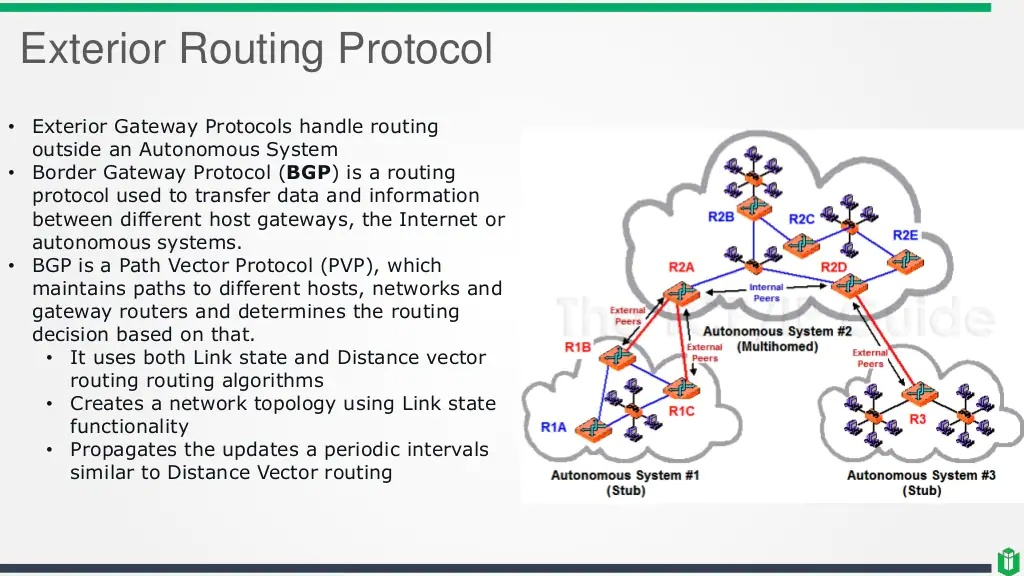 Exterior Routing Protocol
• Exterior Gateway Protocols handle routing
outside an Autonomous System
• Border Gateway Protocol (BGP) is a routing
protocol used to transfer data and information
between different host gateways, the Internet or
autonomous systems.
• BGP is a Path Vector Protocol (PVP), which
maintains paths to different hosts, networks and
gateway routers and determines the routing
decision based on that.
• It uses both Link state and Distance vector
routing routing algorithms
• Creates a network topology using Link state
functionality
• Propagates the updates a periodic intervals
similar to Distance Vector routing
R2B
R2C
R2E
R2A
R2D
Internal
Peers
External
Peers
The
Guide
Autonomous System #2
(Multihomed)
R1B
External
Peers
External
Peers
R1C
R3
R1A
Autonomous System #1
(Stub)
Autonomous System #3
(Stub)